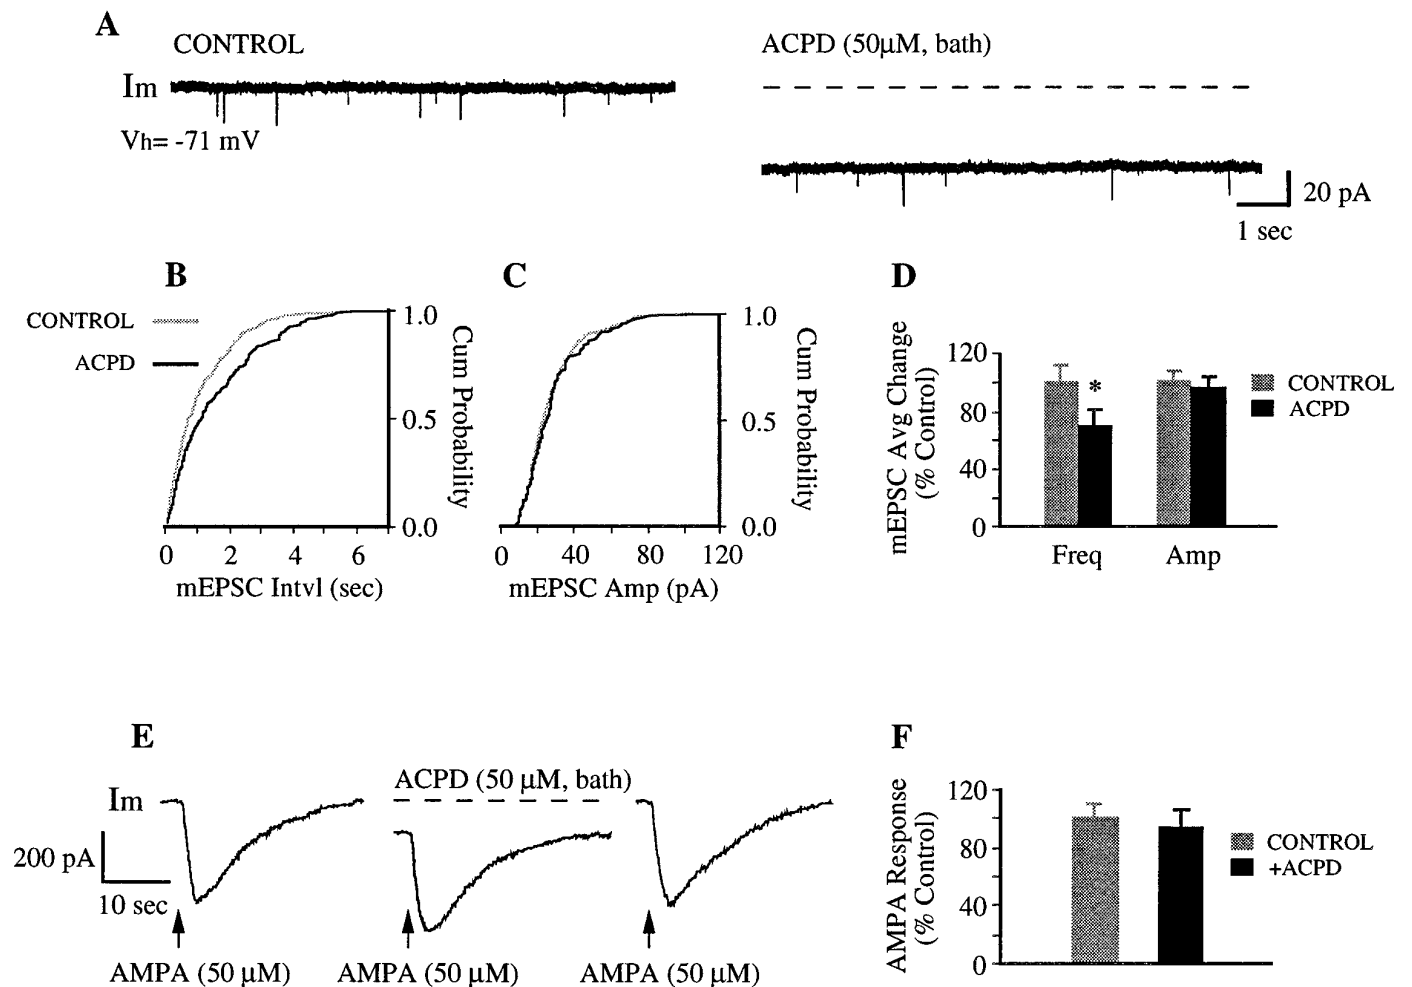 A
CONTROL
ACPD (50μM, bath)
Im
Vh= -71 mV
20 pA
1 sec
B
C
D
CONTROL
ACPD
1.0
0.5
0.0
Cum Probability
0 2 4 6
mEPSC Intvl (sec)
1.0
0.5
0.0
Cum Probability
0 40 80 120
mEPSC Amp (pA)
mEPSC Avg Change
(% Control)
120
80
40
0
*
Freq Amp
CONTROL
ACPD
E
F
Im
ACPD (50 μM, bath)
200 pA
10 sec
AMPA (50 μM) AMPA (50 μM) AMPA (50 μM)
AMPA Response
(% Control)
120
80
40
0
CONTROL
+ACPD